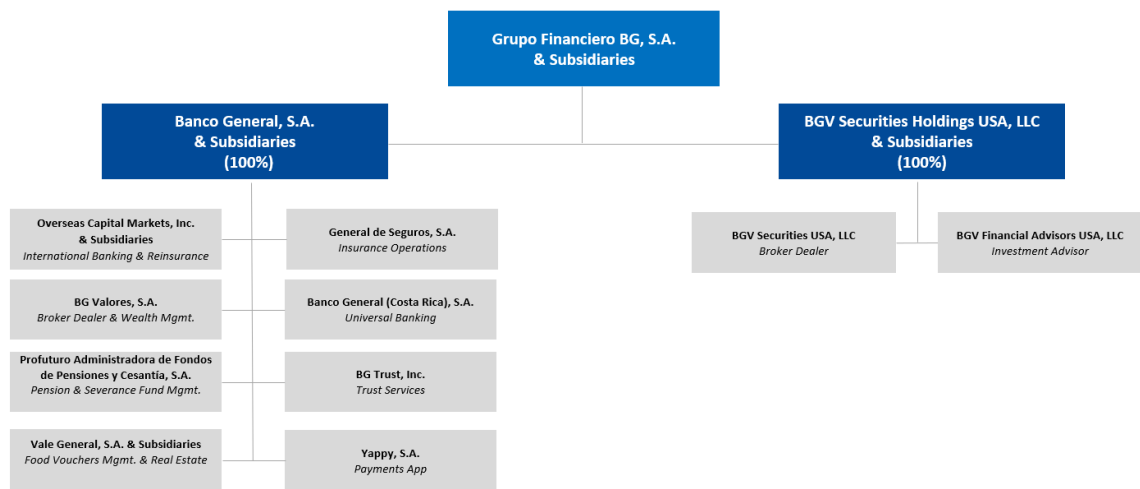 Grupo Financiero BG, S.A.
& Subsidiaries
Banco General, S.A.
& Subsidiaries
(100%)
BGV Securities Holdings USA, LLC
& Subsidiaries
(100%)
Overseas Capital Markets, Inc.
& Subsidiaries
International Banking & Reinsurance
General de Seguros, S.A.
Insurance Operations
BG Valores, S.A.
Broker Dealer & Wealth Mgmt.
Banco General (Costa Rica), S.A.
Universal Banking
Profuturo Administradora de Fondos
de Pensiones y Cesantía, S.A.
Pension & Severance Fund Mgmt.
BG Trust, Inc.
Trust Services
Vale General, S.A. & Subsidiaries
Food Vouchers Mgmt. & Real Estate
Yappy, S.A.
Payments App
BGV Securities USA, LLC
Broker Dealer
BGV Financial Advisors USA, LLC
Investment Advisor